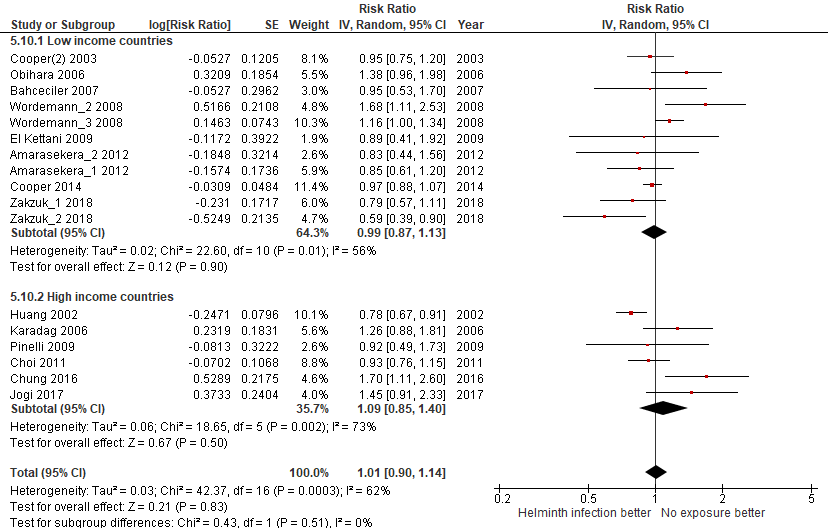 Risk Ratio Risk Ratio
Study or Subgroup log[Risk Ratio] SE Weight IV, Random, 95% CI Year IV, Random, 95% CI
5.10.1 Low income countries
Cooper(2) 2003 -0.0527 0.1205 8.1% 0.95 [0.75, 1.20] 2003
Obihara 2006 0.3209 0.1854 5.5% 1.38 [0.96, 1.98] 2006
Bahceciler 2007 -0.0527 0.2962 2.9% 0.95 [0.53, 1.70] 2007
Wordemann_2 2008 0.5166 0.2108 4.8% 1.68 [1.11, 2.53] 2008
Wordemann_3 2008 0.1463 0.0743 10.3% 1.16 [1.00, 1.34] 2008
El Kettani 2009 -0.1172 0.3922 1.9% 0.89 [0.41, 1.92] 2009
Amarasekera_2 2012 -0.1848 0.3214 2.6% 0.83 [0.44, 1.56] 2012
Amarasekera_1 2012 -0.1574 0.1736 5.9% 0.85 [0.61, 1.20] 2012
Cooper 2014 -0.0309 0.0484 11.4% 0.97 [0.88, 1.07] 2014
Zakzuk_1 2018 -0.231 0.1717 6.0% 0.79 [0.57, 1.11] 2018
Zakzuk_2 2018 -0.5249 0.2135 4.7% 0.59 [0.39, 0.90] 2018
Subtotal (95% CI) 64.3% 0.99 [0.87, 1.13]
Heterogeneity: Tau² = 0.02; Chi² = 22.60, df = 10 (P = 0.01); I² = 56%
Test for overall effect: Z = 0.12 (P = 0.90)
5.10.2 High income countries
Huang 2002 -0.2471 0.0796 10.1% 0.78 [0.67, 0.91] 2002
Karadag 2006 0.2319 0.1831 5.6% 1.26 [0.88, 1.81] 2006
Pinelli 2009 -0.0813 0.3222 2.5% 0.92 [0.49, 1.73] 2009
Choi 2011 -0.0702 0.1068 8.8% 0.93 [0.76, 1.15] 2011
Chung 2016 0.5289 0.2175 4.6% 1.70 [1.11, 2.60] 2016
Jogi 2017 0.3733 0.2404 4.0% 1.45 [0.91, 2.33] 2017
Subtotal (95% CI) 35.7% 1.09 [0.85, 1.40]
Heterogeneity: Tau² = 0.06; Chi² = 18.65, df = 5 (P = 0.002); I² = 73%
Test for overall effect: Z = 0.67 (P = 0.50)
Total (95% CI) 100.0% 1.01 [0.90, 1.14]
Heterogeneity: Tau² = 0.03; Chi² = 42.37, df = 16 (P = 0.0003); I² = 62%
Test for overall effect: Z = 0.21 (P = 0.83)
Test for subgroup differences: Chi² = 0.43, df = 1 (P = 0.51), I² = 0%
0.2 0.5 1 2 5
Helminth infection better No exposure better